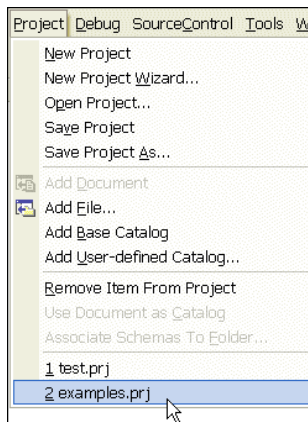 Project Debug SourceControl Tools W
New Project
New Project Wizard...
Open Project...
Save Project
Save Project As...
Add Document
Add File...
Add Base Catalog
Add User-defined Catalog...
Remove Item From Project
Use Document as Catalog
Associate Schemas To Folder...
1 test.prj
2 examples.prj